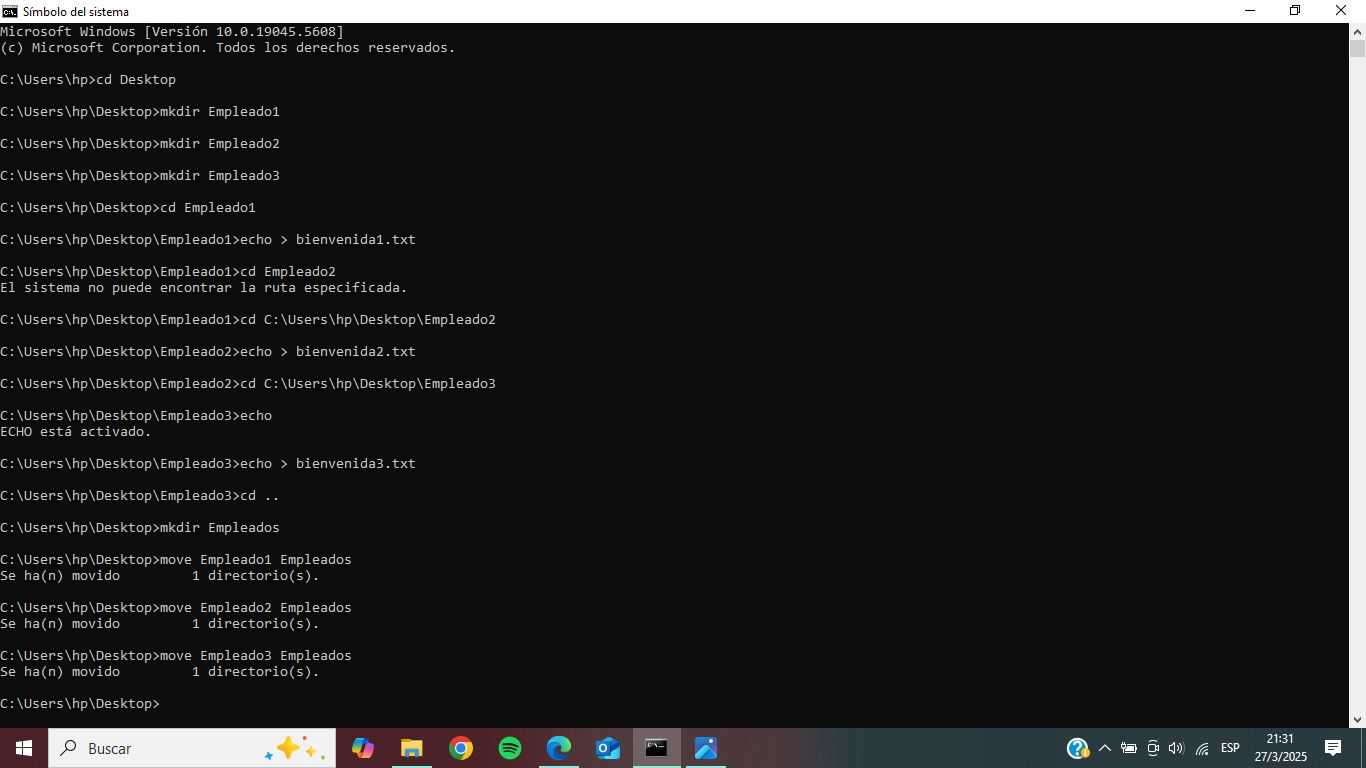 Símbolo del sistema
Microsoft Windows [Versión 10.0.19045.5608]
(c) Microsoft Corporation. Todos los derechos reservados.
C:\Users\hp>cd Desktop
C:\Users\hp\Desktop>mkdir Empleado1
C:\Users\hp\Desktop>mkdir Empleado2
C:\Users\hp\Desktop>mkdir Empleado3
C:\Users\hp\Desktop>cd Empleado1
C:\Users\hp\Desktop\Empleado1>echo > bienvenida1.txt
C:\Users\hp\Desktop\Empleado1>cd Empleado2
El sistema no puede encontrar la ruta especificada.
C:\Users\hp\Desktop\Empleado1>cd C:\Users\hp\Desktop\Empleado2
C:\Users\hp\Desktop\Empleado2>echo > bienvenida2.txt
C:\Users\hp\Desktop\Empleado2>cd C:\Users\hp\Desktop\Empleado3
C:\Users\hp\Desktop\Empleado3>echo
ECHO está activado.
C:\Users\hp\Desktop\Empleado3>echo > bienvenida3.txt
C:\Users\hp\Desktop\Empleado3>cd ..
C:\Users\hp\Desktop>mkdir Empleados
C:\Users\hp\Desktop>move Empleado1 Empleados
Se ha(n) movido         1 directorio(s).
C:\Users\hp\Desktop>move Empleado2 Empleados
Se ha(n) movido         1 directorio(s).
C:\Users\hp\Desktop>move Empleado3 Empleados
Se ha(n) movido         1 directorio(s).
C:\Users\hp\Desktop>
Buscar
ESP
21:31
27/3/2025